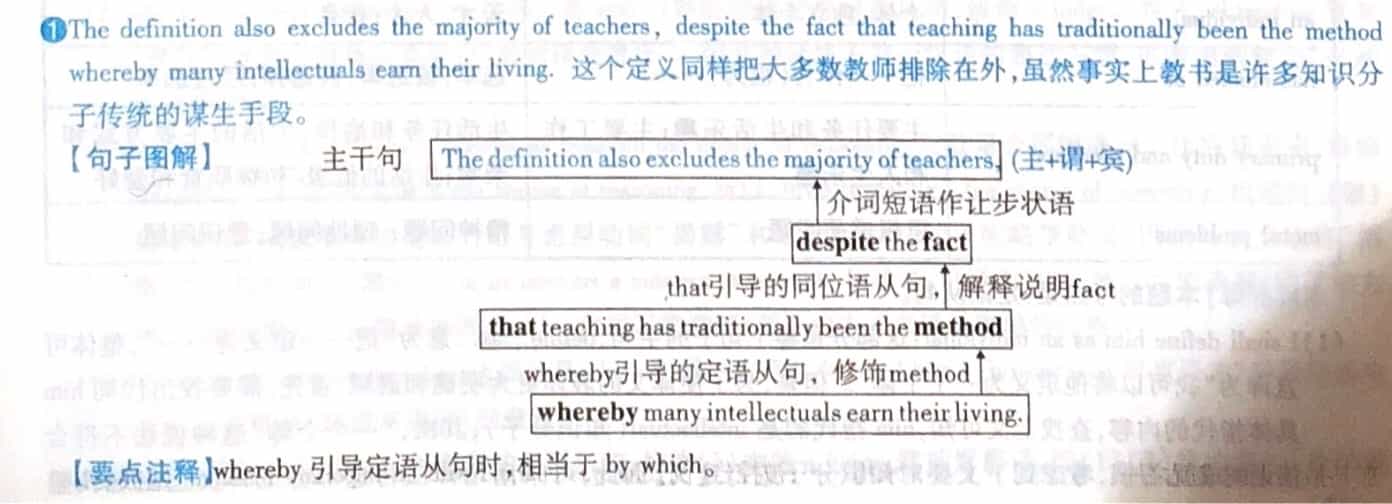 ❶The definition also excludes the majority of teachers, despite the fact that teaching has traditionally been the method
whereby many intellectuals earn their living. 这个定义同样把大多数教师排除在外,虽然事实上教书是许多知识分
子传统的谋生手段。
【句子图解】 主干句 The definition also excludes the majority of teachers, (主+谓+宾)
介词短语作让步状语
despite the fact
that引导的同位语从句，解释说明fact
that teaching has traditionally been the method
whereby引导的定语从句，修饰method
whereby many intellectuals earn their living.
【要点注释】whereby 引导定语从句时,相当于 by which。